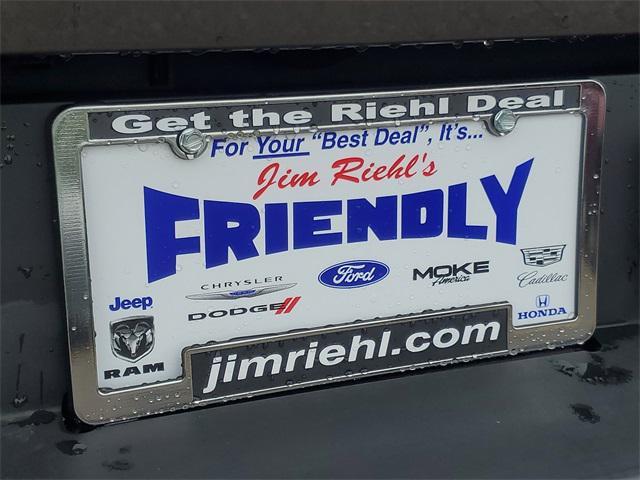 Get the Riehl Deal
For Your "Best Deal", It's...
Jim Riehl's
FRIENDLY
Jeep
RAM
CHRYSLER
DODGE
Ford
MOKE
America
Cadillac
HONDA
jimriehl.com